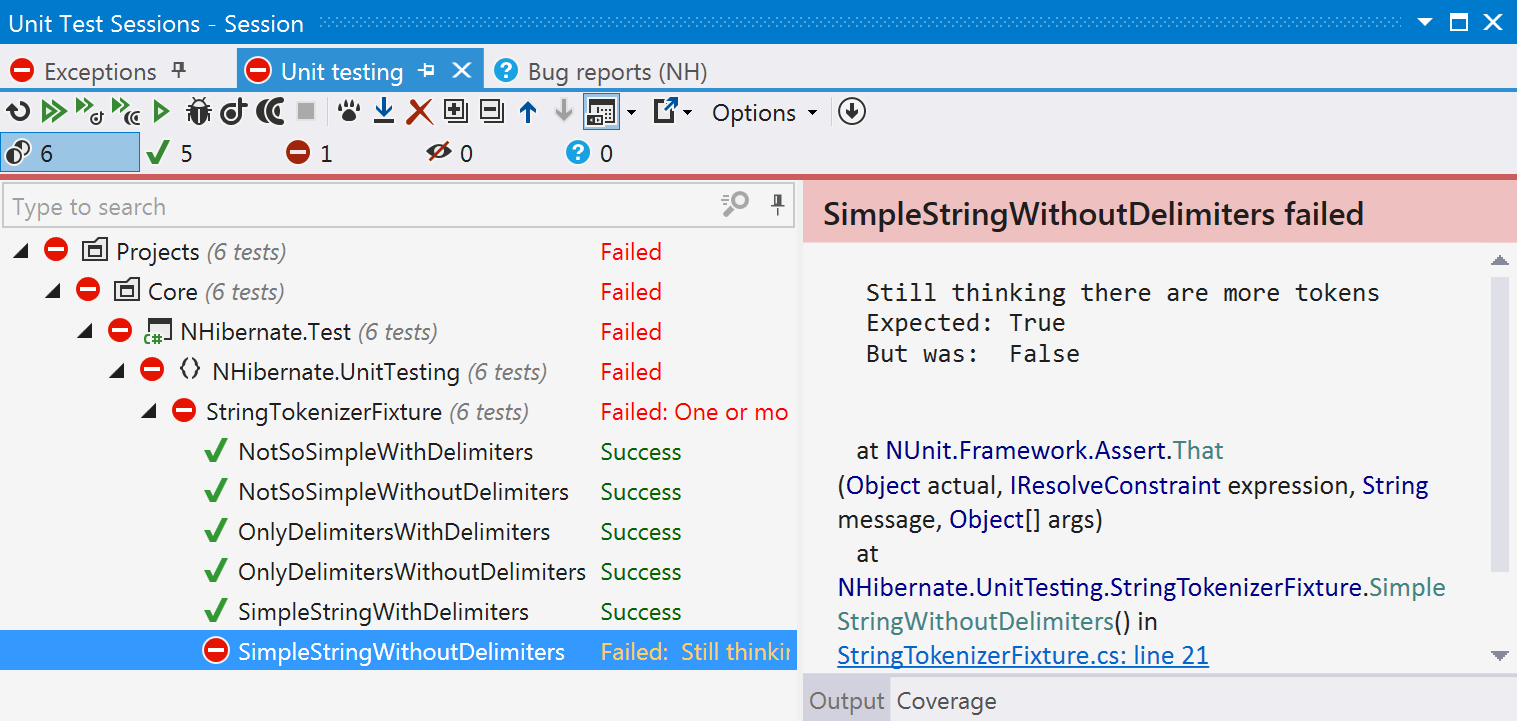 Unit Test Sessions - Session
Exceptions Unit testing Bug reports (NH)
Options
6 5 1 0 0
Type to search
Projects (6 tests) Failed
Core (6 tests) Failed
NHibernate.Test (6 tests) Failed
NHibernate.UnitTesting (6 tests) Failed
StringTokenizerFixture (6 tests) Failed: One or mo
NotSoSimpleWithDelimiters Success
NotSoSimpleWithoutDelimiters Success
OnlyDelimitersWithDelimiters Success
OnlyDelimitersWithoutDelimiters Success
SimpleStringWithDelimiters Success
SimpleStringWithoutDelimiters Failed: Still thinkin
SimpleStringWithoutDelimiters failed
Still thinking there are more tokens
Expected: True
But was: False
at NUnit.Framework.Assert.That
(Object actual, IResolveConstraint expression, String
message, Object[] args)
at
NHibernate.UnitTesting.StringTokenizerFixture.Simple
StringWithoutDelimiters() in
StringTokenizerFixture.cs: line 21
Output Coverage